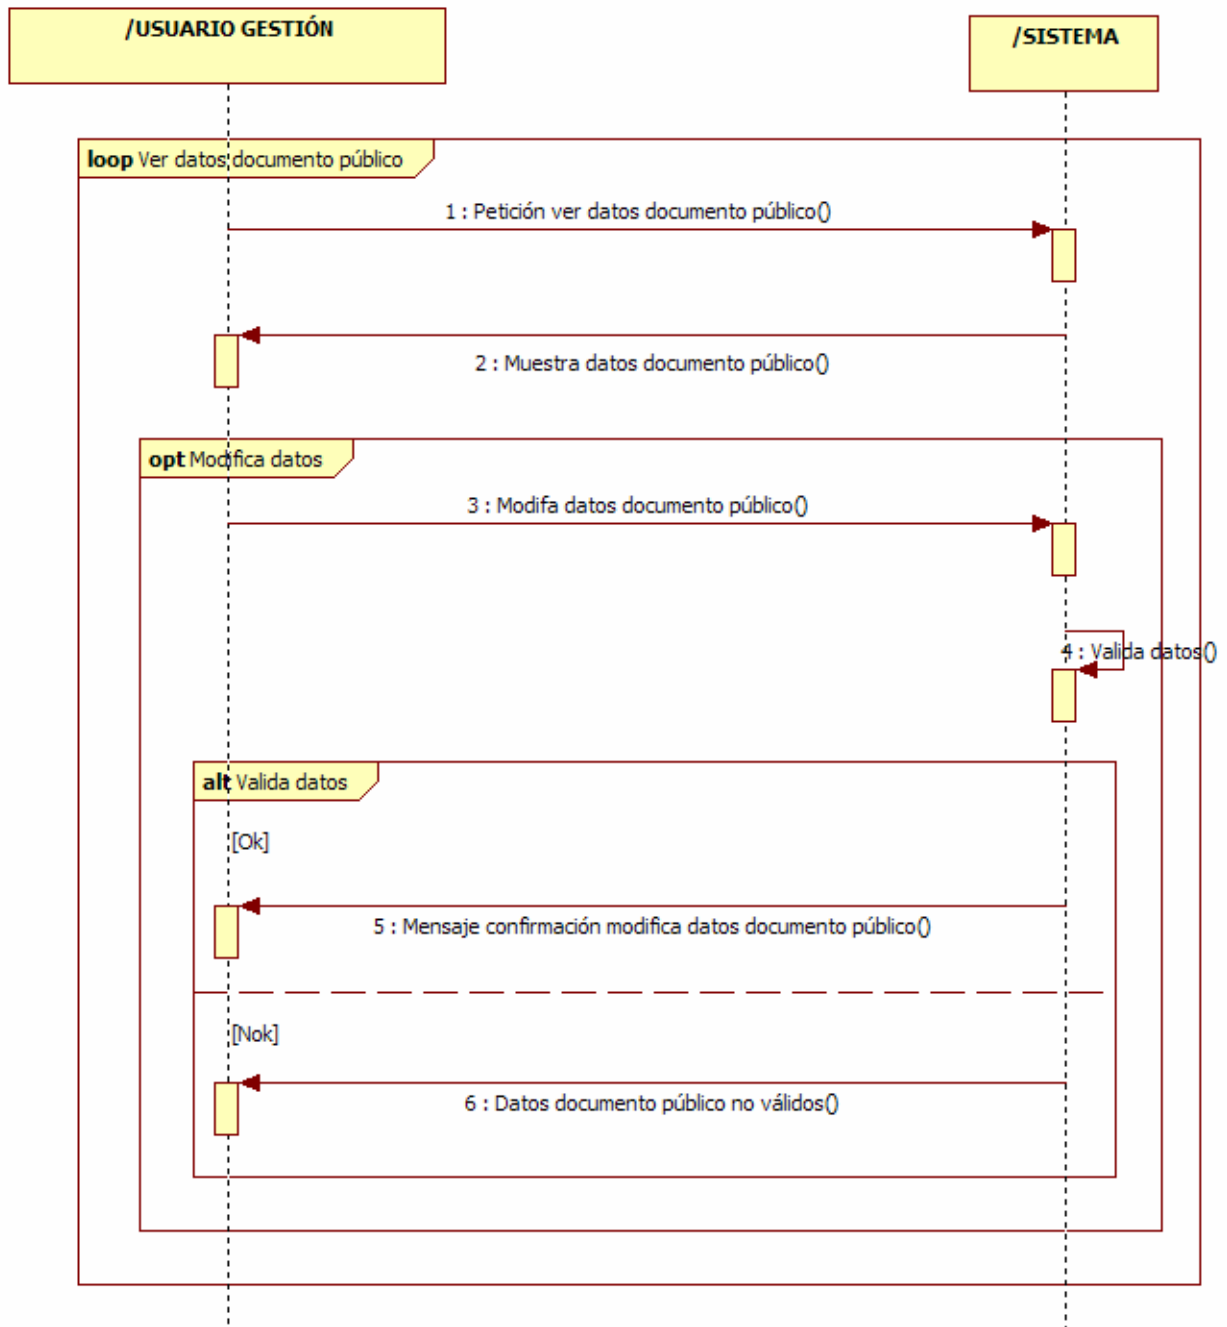 /USUARIO GESTIÓN
/SISTEMA
loop Ver datos documento público
1 : Petición ver datos documento público()
2 : Muestra datos documento público()
opt Modifica datos
3 : Modifa datos documento público()
4 : Valida datos()
alt Valida datos
[Ok]
5 : Mensaje confirmación modifica datos documento público()
[Nok]
6 : Datos documento público no válidos()